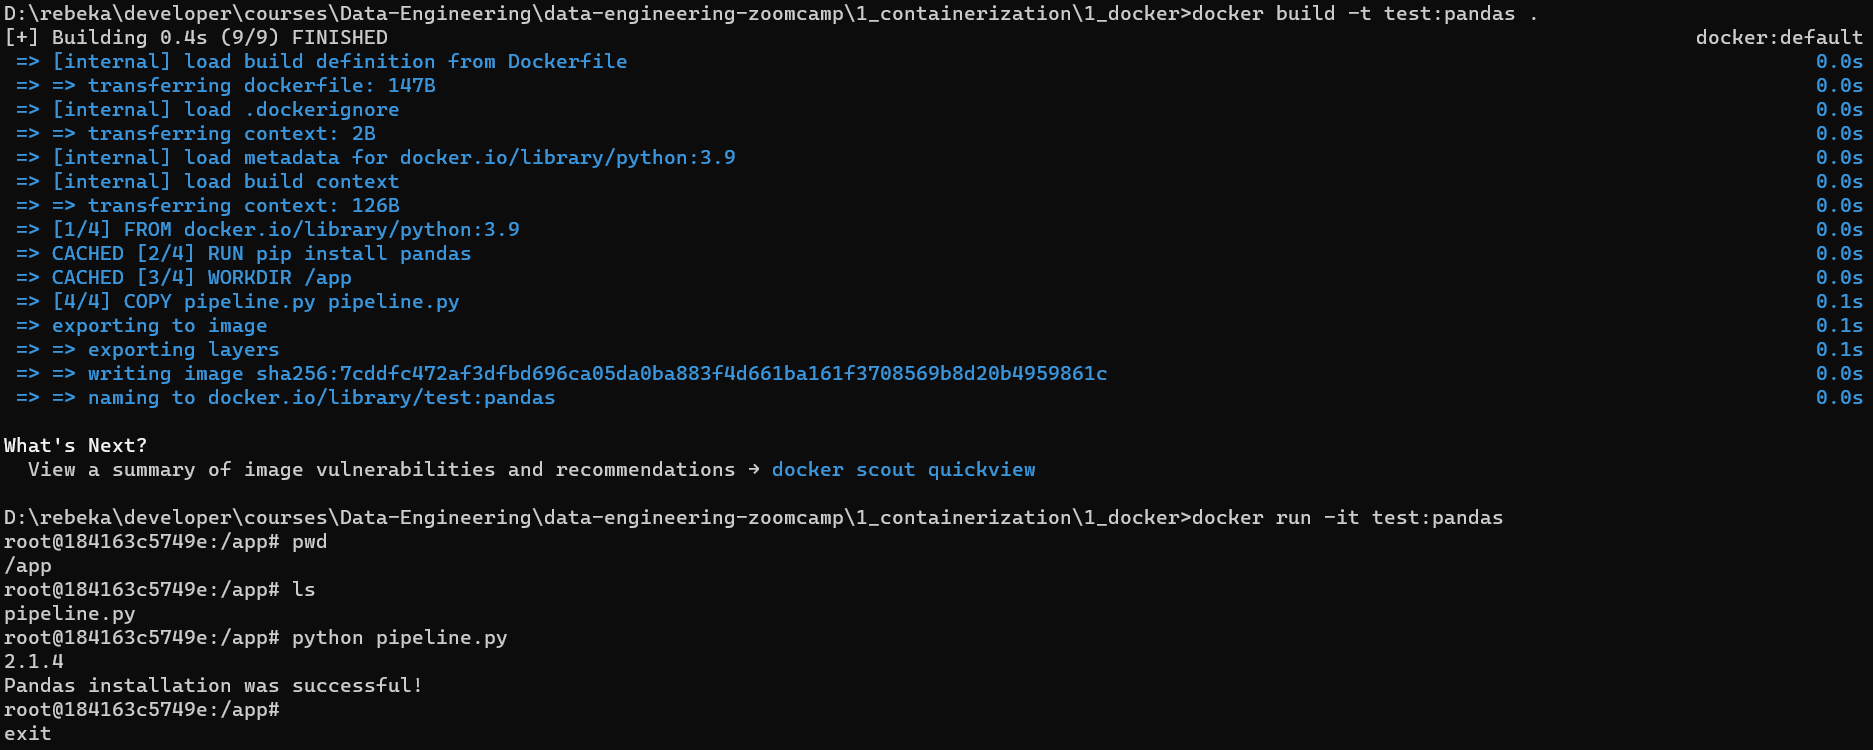 D:\rebeka\developer\courses\Data-Engineering\data-engineering-zoomcamp\1_containerization\1_docker>docker build -t test:pandas .
[+] Building 0.4s (9/9) FINISHED docker:default
=> [internal] load build definition from Dockerfile 0.0s
=> => transferring dockerfile: 147B 0.0s
=> [internal] load .dockerignore 0.0s
=> => transferring context: 2B 0.0s
=> [internal] load metadata for docker.io/library/python:3.9 0.0s
=> [internal] load build context 0.0s
=> => transferring context: 126B 0.0s
=> [1/4] FROM docker.io/library/python:3.9 0.0s
=> CACHED [2/4] RUN pip install pandas 0.0s
=> CACHED [3/4] WORKDIR /app 0.0s
=> [4/4] COPY pipeline.py pipeline.py 0.1s
=> exporting to image 0.1s
=> => exporting layers 0.1s
=> => writing image sha256:7cddfc472af3dfbd696ca05da0ba883f4d661ba161f3708569b8d20b4959861c 0.0s
=> => naming to docker.io/library/test:pandas 0.0s
What's Next?
View a summary of image vulnerabilities and recommendations → docker scout quickview
D:\rebeka\developer\courses\Data-Engineering\data-engineering-zoomcamp\1_containerization\1_docker>docker run -it test:pandas
root@184163c5749e:/app# pwd
/app
root@184163c5749e:/app# ls
pipeline.py
root@184163c5749e:/app# python pipeline.py
2.1.4
Pandas installation was successful!
root@184163c5749e:/app#
exit